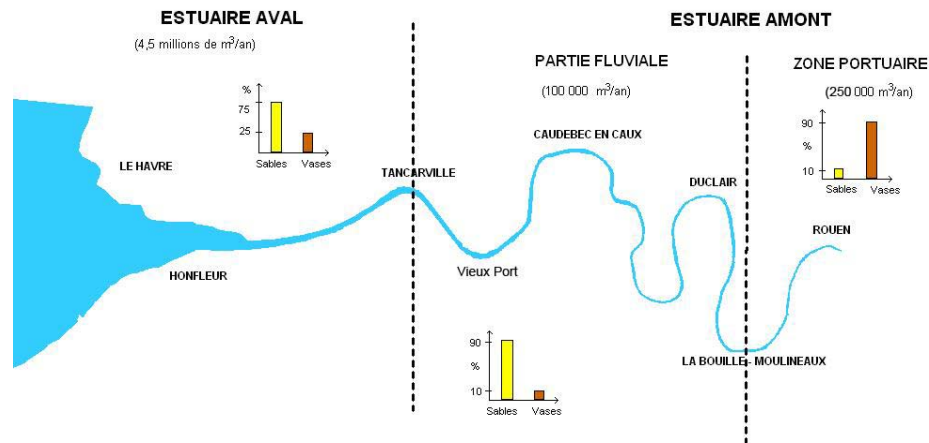 ESTUAIRE AVAL
(4,5 millions de m³/an)
ESTUAIRE AMONT
PARTIE FLUVIALE
(100 000 m³/an)
ZONE PORTUAIRE
(250 000 m³/an)
%
75
25
Sables Vases
90
%
10
Sables Vases
LE HAVRE
TANCARVILLE
CAUDEBEC EN CAUX
DUCLAIR
ROUEN
HONFLEUR
Vieux Port
LA BOUILLE - MOULINEAUX
90
%
10
Sables Vases